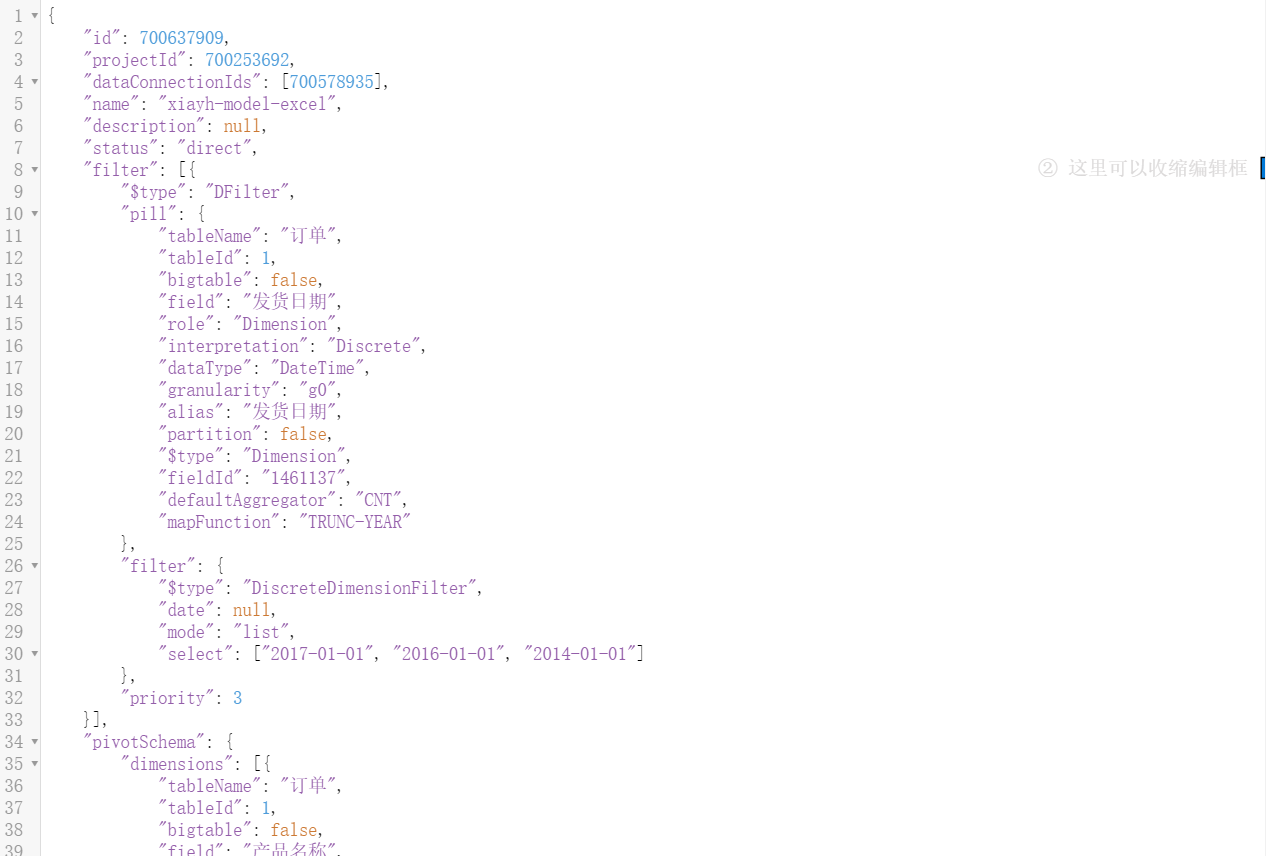 1 {
2 "id": 700637909,
3 "projectId": 700253692,
4 "dataConnectionIds": [700578935],
5 "name": "xiayh-model-excel",
6 "description": null,
7 "status": "direct",
8 "filter": [{
② 这里可以收缩编辑框
9 "$type": "DFilter",
10 "pill": {
11 "tableName": "订单",
12 "tableId": 1,
13 "bigtable": false,
14 "field": "发货日期",
15 "role": "Dimension",
16 "interpretation": "Discrete",
17 "dataType": "DateTime",
18 "granularity": "g0",
19 "alias": "发货日期",
20 "partition": false,
21 "$type": "Dimension",
22 "fieldId": "1461137",
23 "defaultAggregator": "CNT",
24 "mapFunction": "TRUNC-YEAR"
25 },
26 "filter": {
27 "$type": "DiscreteDimensionFilter",
28 "date": null,
29 "mode": "list",
30 "select": ["2017-01-01", "2016-01-01", "2014-01-01"]
31 },
32 "priority": 3
33 }],
34 "pivotSchema": {
35 "dimensions": [{
36 "tableName": "订单",
37 "tableId": 1,
38 "bigtable": false,
39 "field": "产品名称",